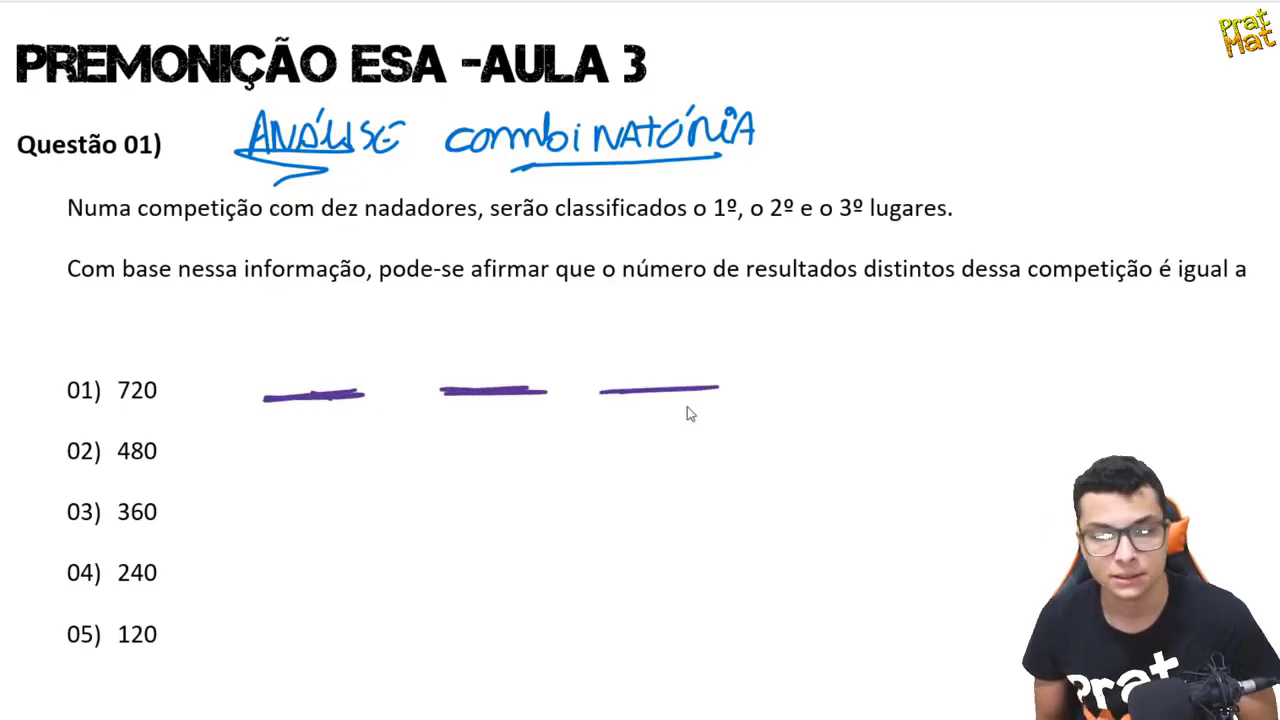 Prat
Mat
PREMONIÇÃO ESA -AULA 3
Questão 01) ANÁLISE combiNATÓRIA
Numa competição com dez nadadores, serão classificados o 1º, o 2º e o 3º lugares.
Com base nessa informação, pode-se afirmar que o número de resultados distintos dessa competição é igual a
01) 720
02) 480
03) 360
04) 240
05) 120
Prat